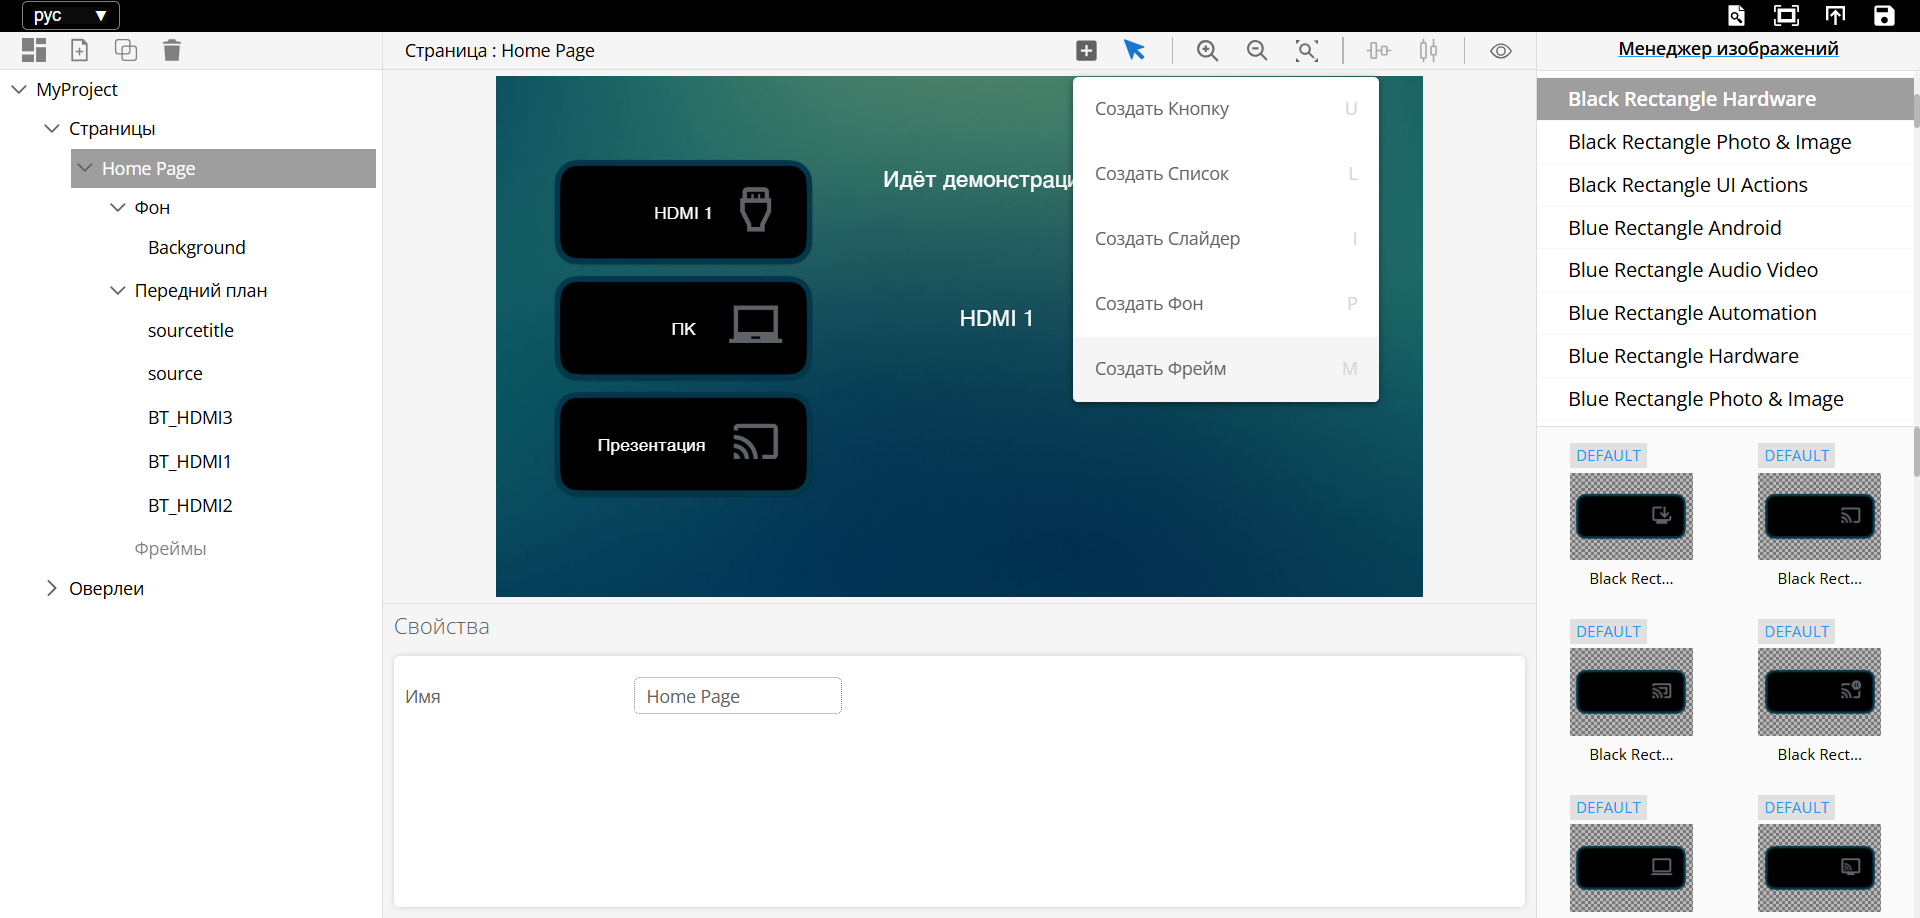 рус ▼
Страница : Home Page
Менеджер изображений
MyProject
Страницы
Home Page
Фон
Background
Передний план
sourcetitle
source
BT_HDMI3
BT_HDMI1
BT_HDMI2
Фреймы
Оверлеи
HDMI 1
ПК
Презентация
Идёт демонстраци
HDMI 1
Создать Кнопку U
Создать Список L
Создать Слайдер I
Создать Фон P
Создать Фрейм M
Свойства
Имя Home Page
Black Rectangle Hardware
Black Rectangle Photo & Image
Black Rectangle UI Actions
Blue Rectangle Android
Blue Rectangle Audio Video
Blue Rectangle Automation
Blue Rectangle Hardware
Blue Rectangle Photo & Image
DEFAULT DEFAULT
Black Rect... Black Rect...
DEFAULT DEFAULT
Black Rect... Black Rect...
DEFAULT DEFAULT